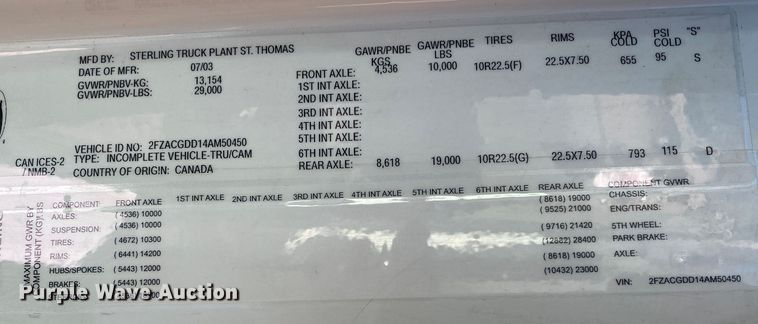 MFD BY: STERLING TRUCK PLANT ST. THOMAS
DATE OF MFR: 07/03
GVWR/PNBV-KG: 13,154
GVWR/PNBV-LBS: 29,000
GAWR/PNBE KGS GAWR/PNBE LBS TIRES RIMS KPA COLD PSI COLD "S"
FRONT AXLE: 4,536 10,000 10R22.5(F) 22.5X7.50 655 95 S
1ST INT AXLE:
2ND INT AXLE:
3RD INT AXLE:
4TH INT AXLE:
5TH INT AXLE:
6TH INT AXLE:
REAR AXLE: 8,618 19,000 10R22.5(G) 22.5X7.50 793 115 D
VEHICLE ID NO: 2FZACGDD14AM50450
CAN ICES-2 / NMB-2
TYPE: INCOMPLETE VEHICLE-TRU/CAM
COUNTRY OF ORIGIN: CANADA
MAXIMUM GWR BY COMPONENT (KG)LBS
COMPONENT FRONT AXLE 1ST INT AXLE 2ND INT AXLE 3RD INT AXLE 4TH INT AXLE 5TH INT AXLE 6TH INT AXLE REAR AXLE COMPONENT GVWR
AXLES: (4536) 10000 (8618) 19000 CHASSIS:
SUSPENSION: (4536) 10000 (9525) 21000 ENG/TRANS:
TIRES: (4672) 10300 (9716) 21420 5TH WHEEL:
RIMS: (6441) 14200 (12882) 28400 PARK BRAKE:
HUBS/SPOKES: (5443) 12000 (8618) 19000 AXLE:
BRAKES: (5443) 12000 (10432) 23000
VIN: 2FZACGDD14AM50450
Purple Wave Auction